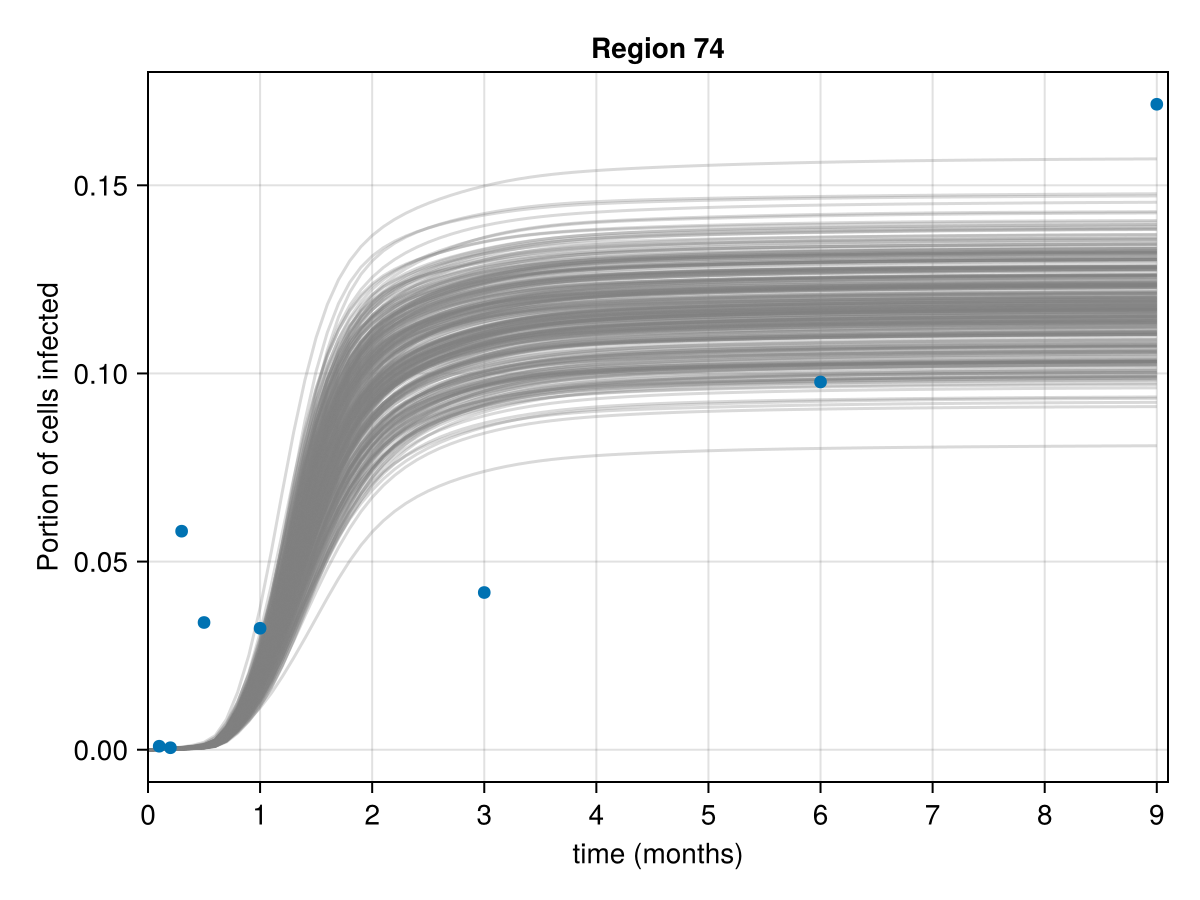 Region 74
Portion of cells infected
0.15
0.10
0.05
0.00
0 1 2 3 4 5 6 7 8 9
time (months)